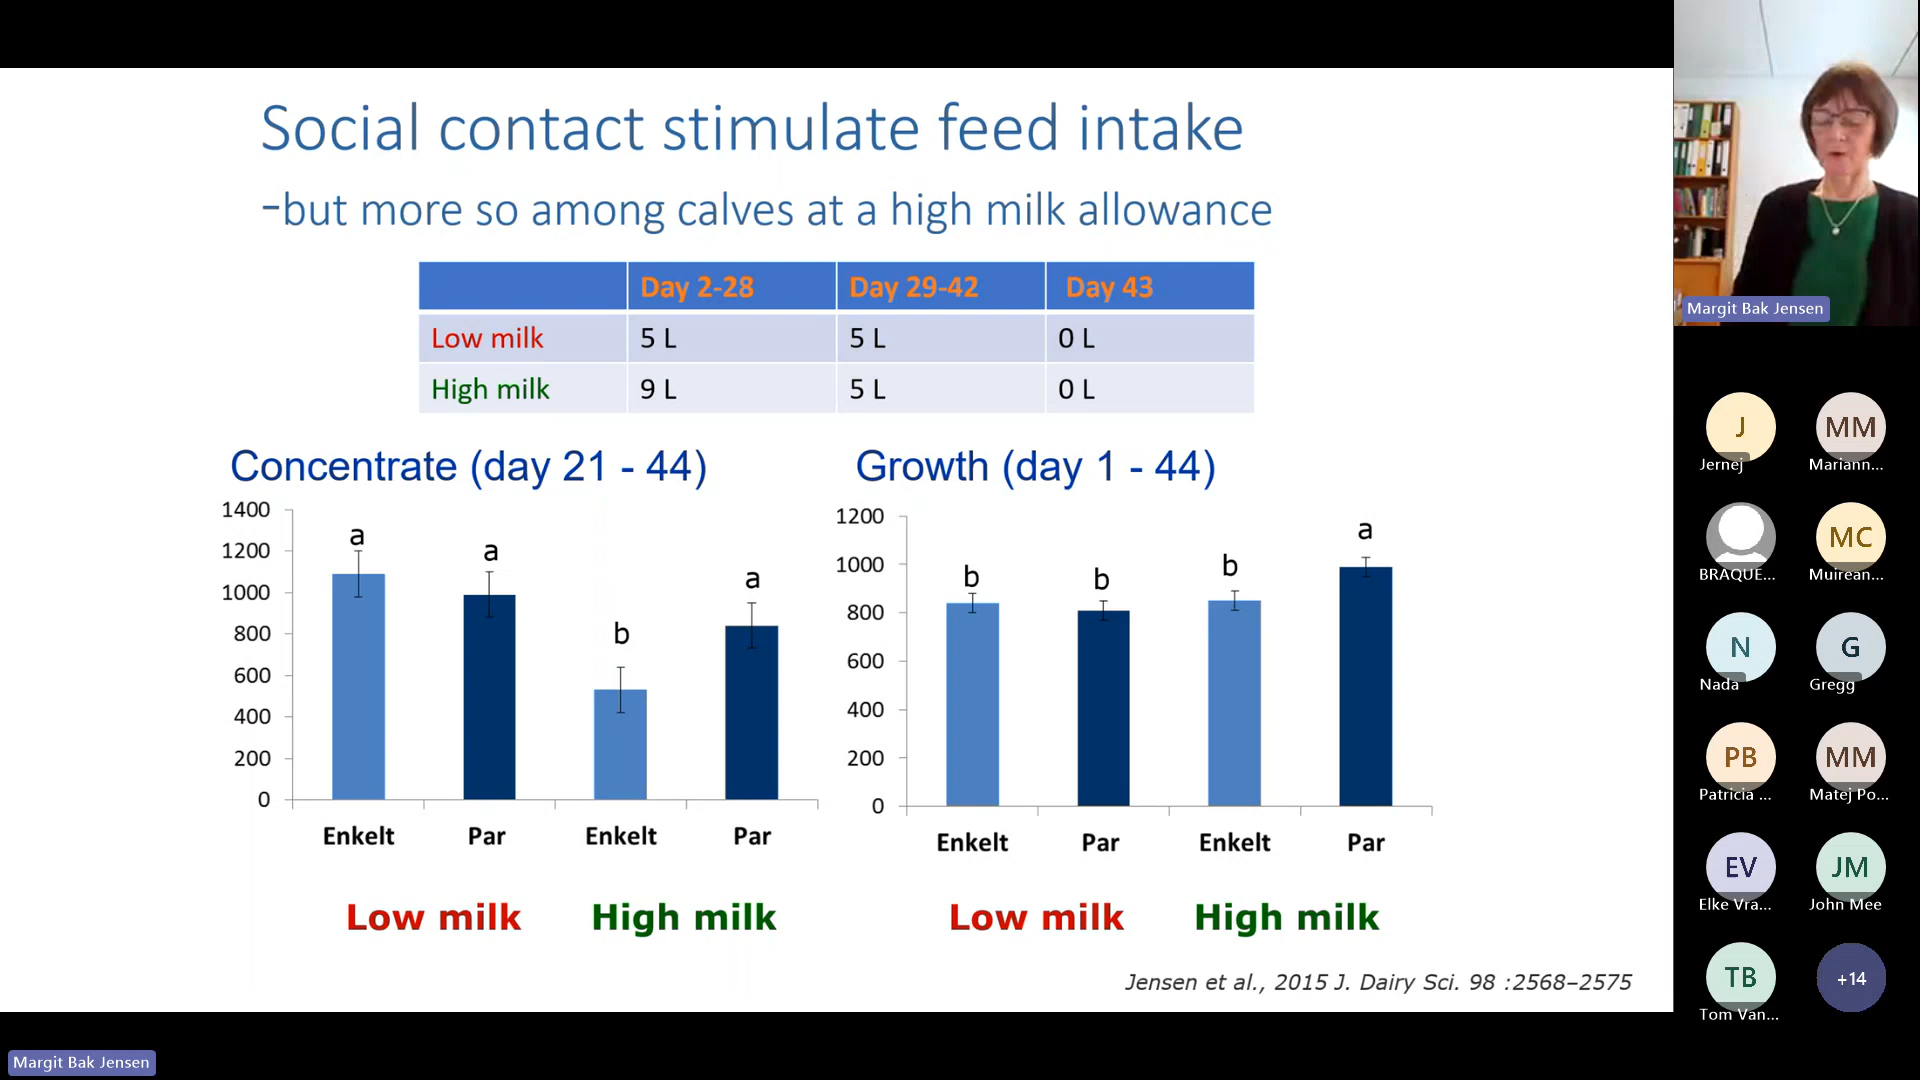 Social contact stimulate feed intake
-but more so among calves at a high milk allowance
Day 2-28 Day 29-42 Day 43
Low milk 5 L 5 L 0 L
High milk 9 L 5 L 0 L
Concentrate (day 21 - 44)
1400
1200
1000
800
600
400
200
0
a
a
b
a
Enkelt Par Enkelt Par
Low milk High milk
Growth (day 1 - 44)
1200
1000
800
600
400
200
0
b
b
b
a
Enkelt Par Enkelt Par
Low milk High milk
Jensen et al., 2015 J. Dairy Sci. 98 :2568–2575
Margit Bak Jensen
J
Jernej
MM
Mariann...
BRAQUE...
MC
Muirean...
N
Nada
G
Gregg
PB
Patricia ...
MM
Matej Po...
EV
Elke Vra...
JM
John Mee
TB
Tom Van...
+14
Margit Bak Jensen